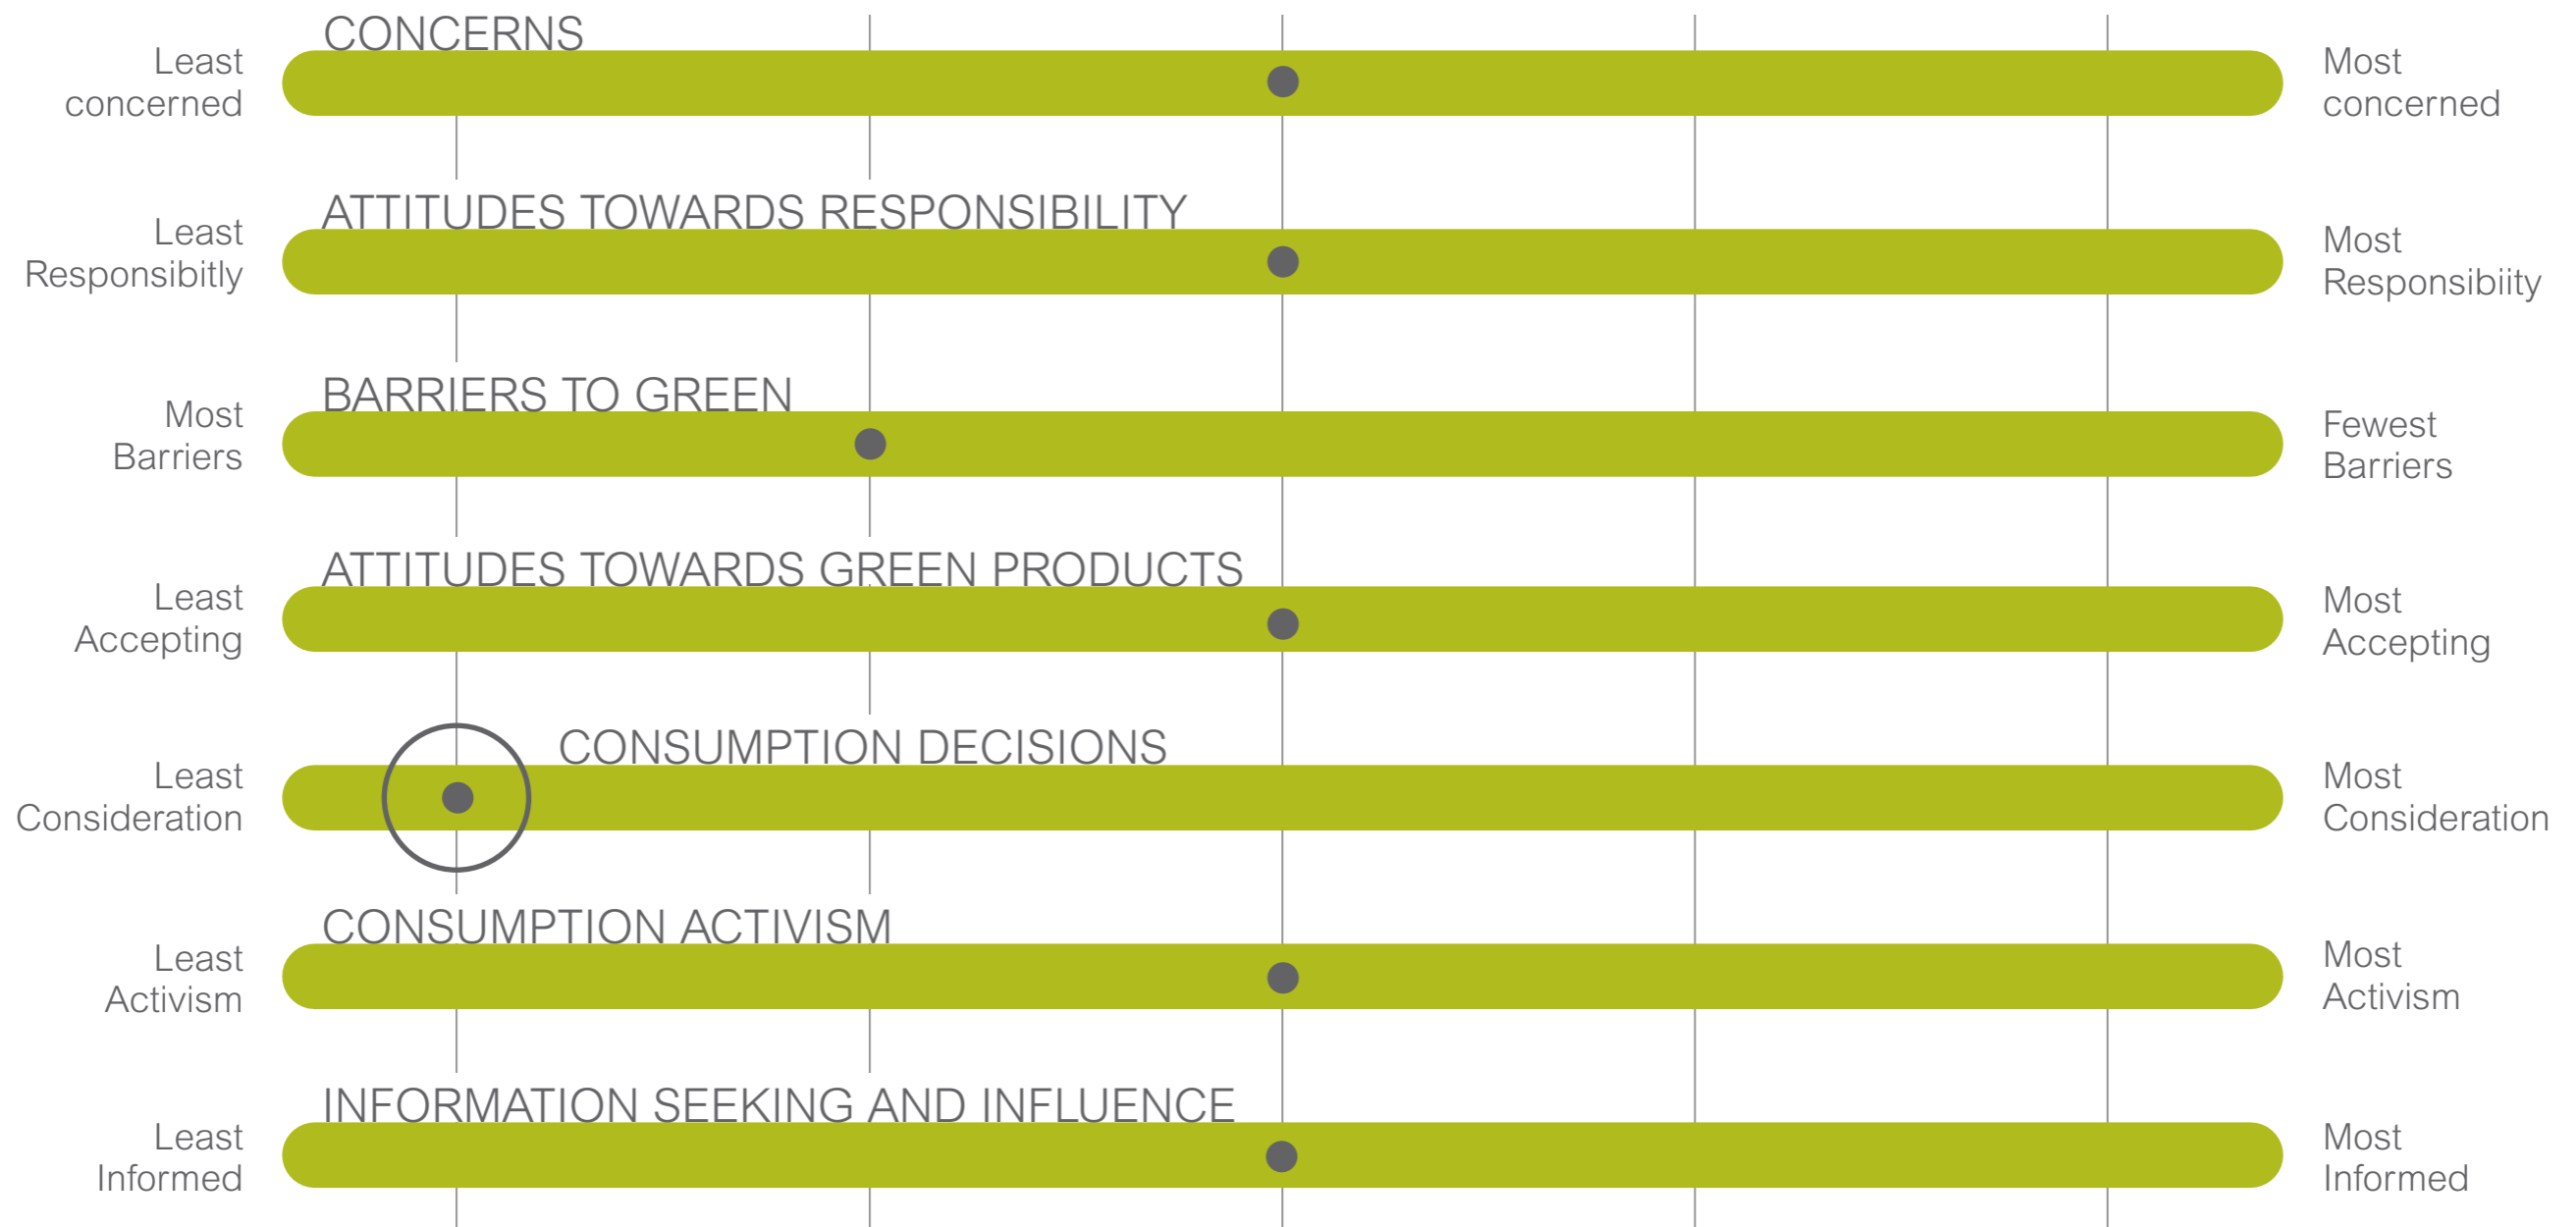 CONCERNS
Least
concerned
Most
concerned
ATTITUDES TOWARDS RESPONSIBILITY
Least
Responsibitly
Most
Responsibiity
BARRIERS TO GREEN
Most
Barriers
Fewest
Barriers
ATTITUDES TOWARDS GREEN PRODUCTS
Least
Accepting
Most
Accepting
CONSUMPTION DECISIONS
Least
Consideration
Most
Consideration
CONSUMPTION ACTIVISM
Least
Activism
Most
Activism
INFORMATION SEEKING AND INFLUENCE
Least
Informed
Most
Informed